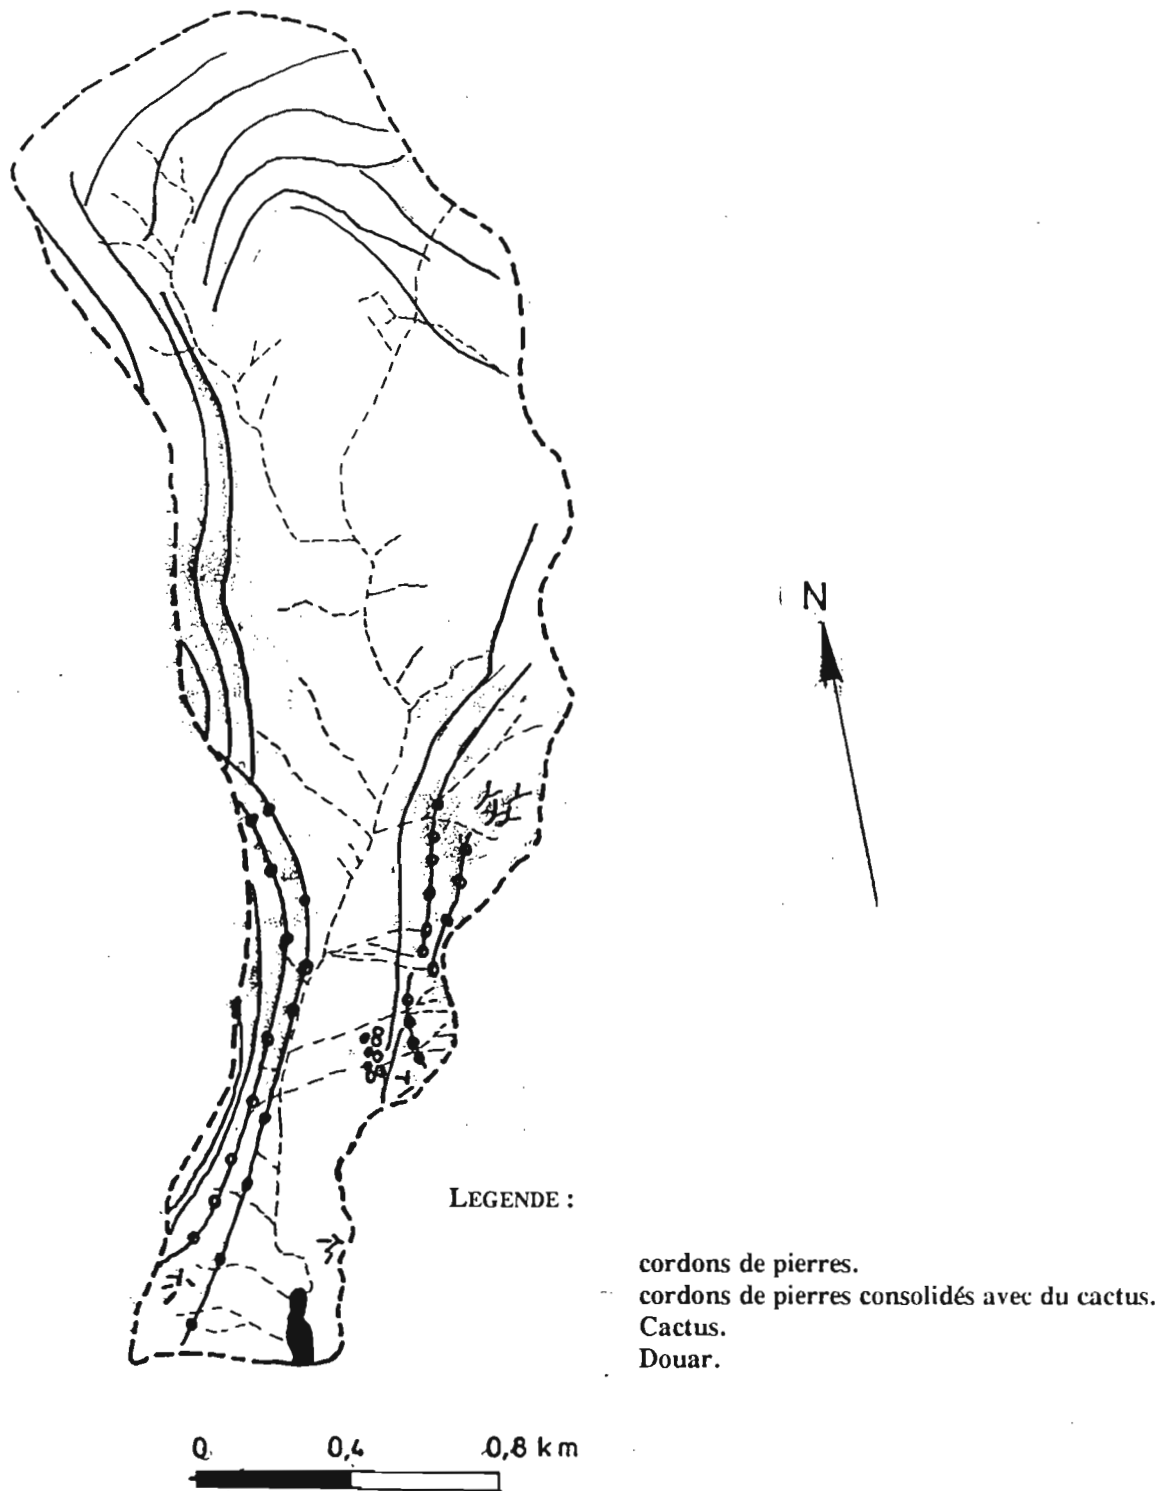 N
LEGENDE :
cordons de pierres.
cordons de pierres consolidés avec du cactus.
Cactus.
Douar.
0 0,4 0,8 km